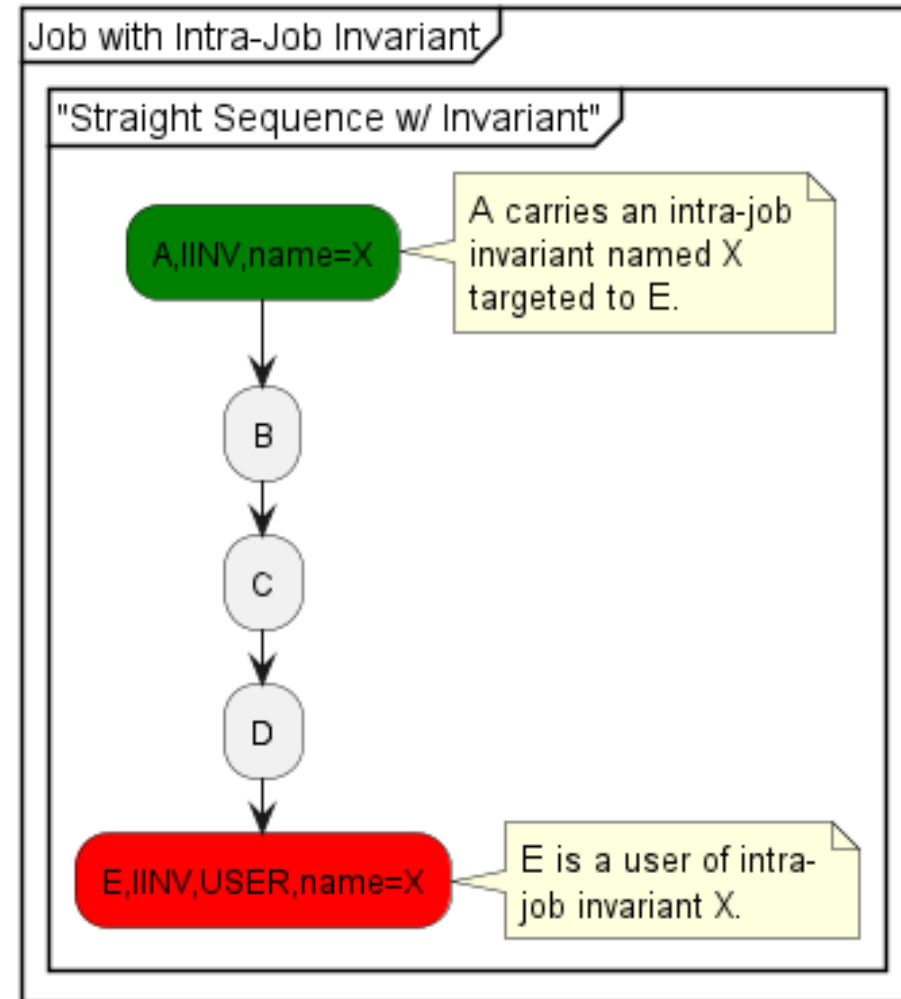 Job with Intra-Job Invariant
"Straight Sequence w/ Invariant"
A,IINV,name=X
A carries an intra-job
invariant named X
targeted to E.
B
C
D
E,IINV,USER,name=X
E is a user of intra-
job invariant X.